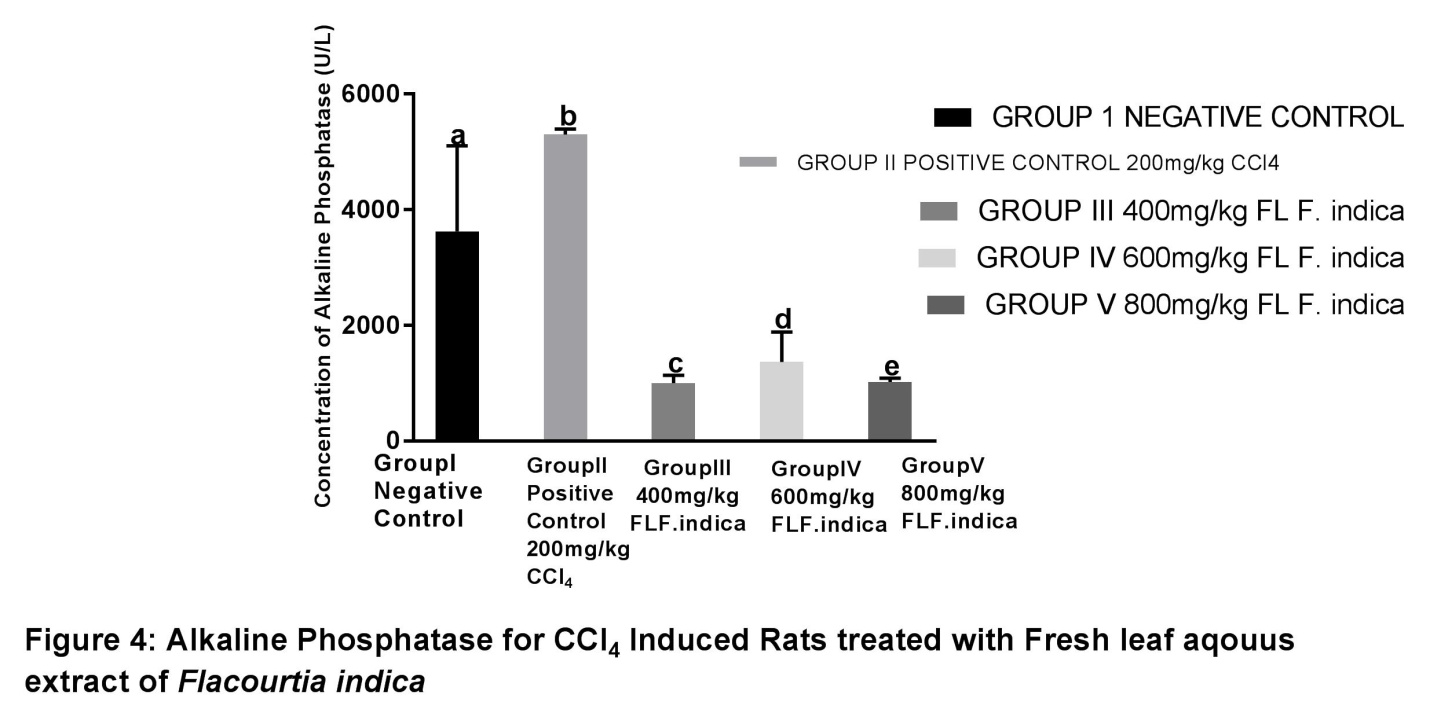 Concentration of Alkaline Phosphatase (U/L)
6000
4000
2000
0
a
b
c
d
e
GROUP 1 NEGATIVE CONTROL
GROUP II POSITIVE CONTROL 200mg/kg CCl4
GROUP III 400mg/kg FL F. indica
GROUP IV 600mg/kg FL F. indica
GROUP V 800mg/kg FL F. indica
GroupI
Negative
Control
GroupII
Positive
Control
200mg/kg
CCl₄
GroupIII
400mg/kg
FLF.indica
GroupIV
600mg/kg
FLF.indica
GroupV
800mg/kg
FLF.indica
Figure 4: Alkaline Phosphatase for CCl₄ Induced Rats treated with Fresh leaf aqouus
extract of Flacourtia indica